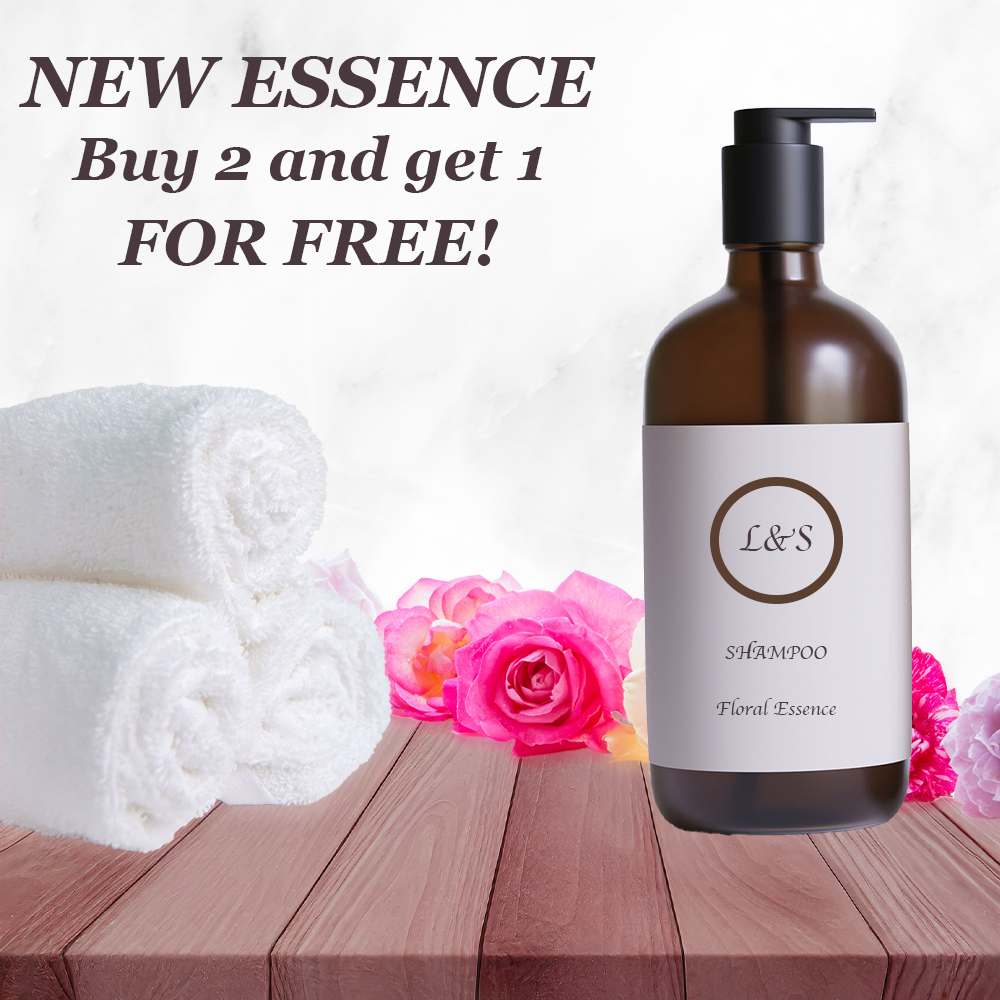 NEW ESSENCE
Buy 2 and get 1
FOR FREE!
L&S
SHAMPOO
Floral Essence